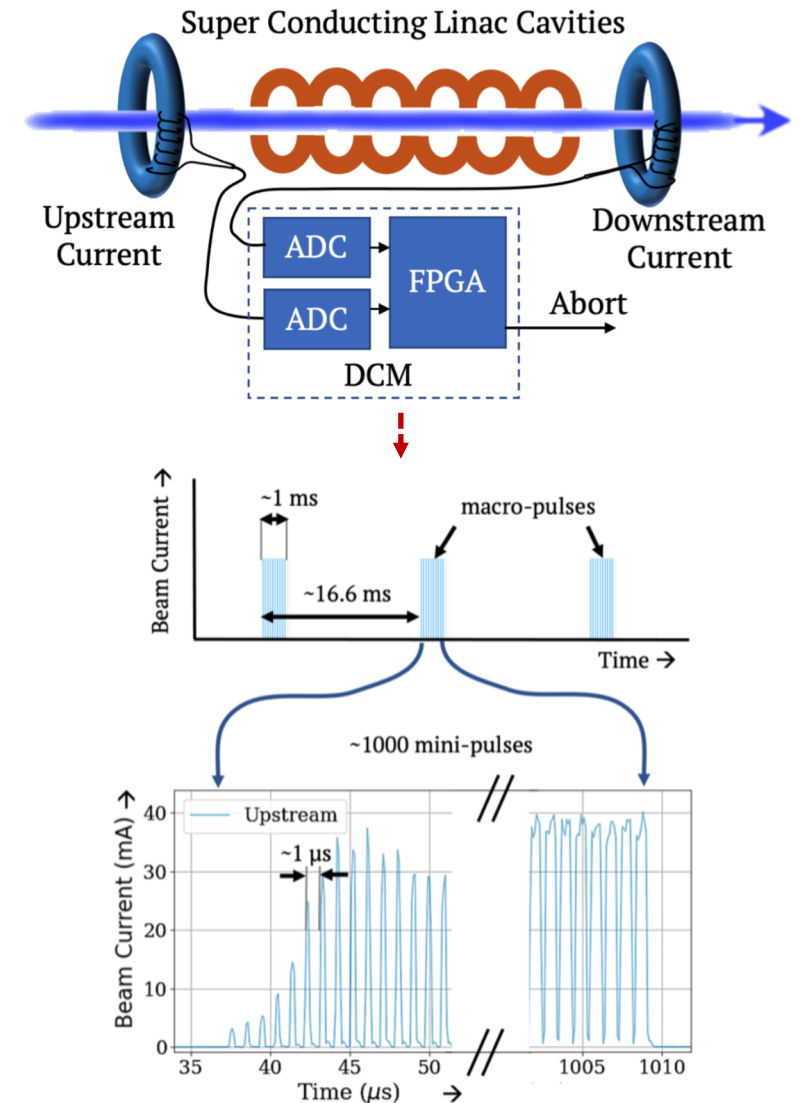 Super Conducting Linac Cavities
Upstream
Current
Downstream
Current
ADC
ADC
FPGA
Abort
DCM
Beam Current →
~1 ms
macro-pulses
~16.6 ms
Time →
~1000 mini-pulses
Beam Current (mA) →
40
30
20
10
0
Upstream
~1 μs
35
40
45
50
1005
1010
Time (μs) →